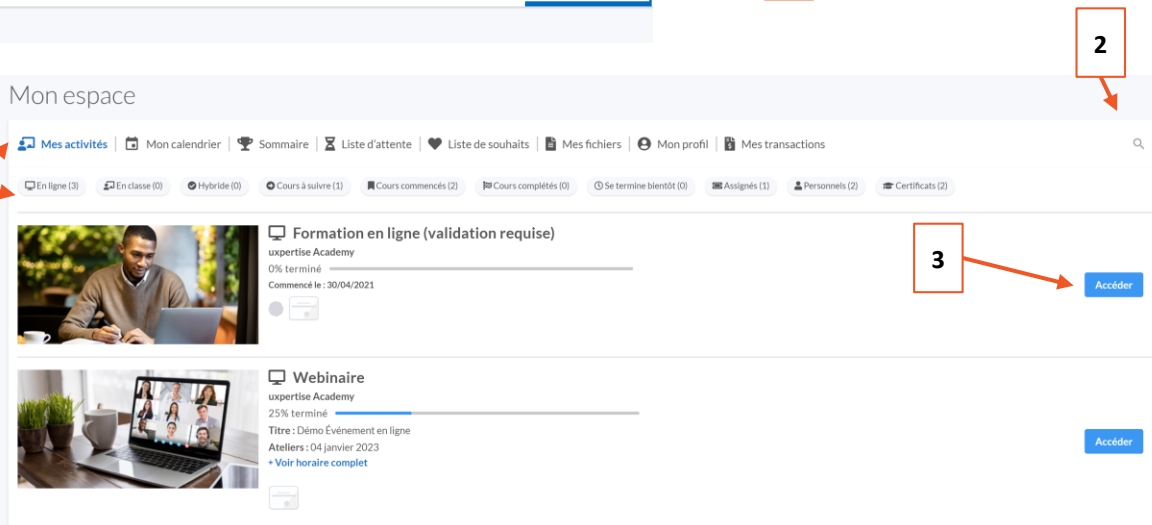 2
Mon espace
Mes activités
Mon calendrier
Sommaire
Liste d'attente
Liste de souhaits
Mes fichiers
Mon profil
Mes transactions
En ligne (3)
En classe (0)
Hybride (0)
Cours à suivre (1)
Cours commencés (2)
Cours complétés (0)
Se termine bientôt (0)
Assignés (1)
Personnels (2)
Certificats (2)
Formation en ligne (validation requise)
uxpertise Academy
0% terminé
Commencé le : 30/04/2021
3
Accéder
Webinaire
uxpertise Academy
25% terminé
Titre : Démo Événement en ligne
Ateliers : 04 janvier 2023
+ Voir horaire complet
Accéder